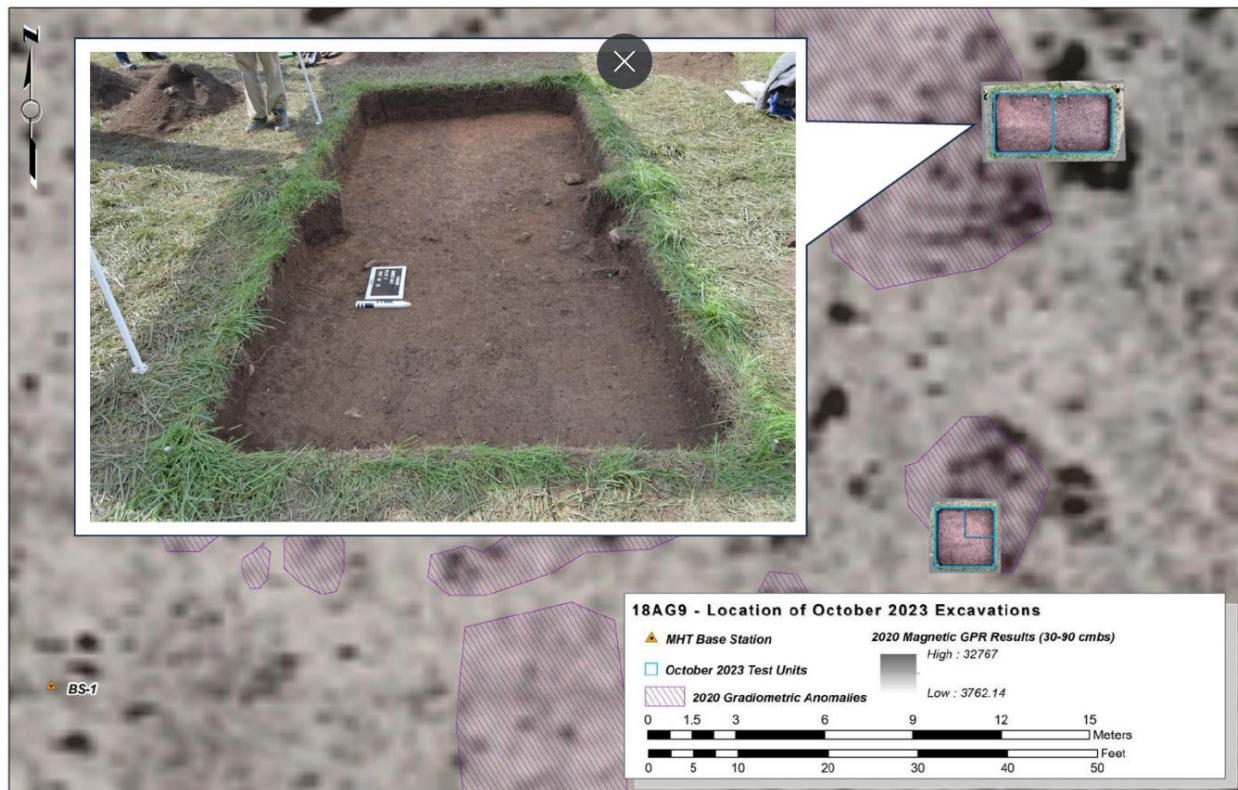 N
BS-1
18AG9 - Location of October 2023 Excavations
MHT Base Station
October 2023 Test Units
2020 Gradiometric Anomalies
2020 Magnetic GPR Results (30-90 cmbs)
High : 32767
Low : 3762.14
0 1.5 3 6 9 12 15
Meters
Feet
0 5 10 20 30 40 50